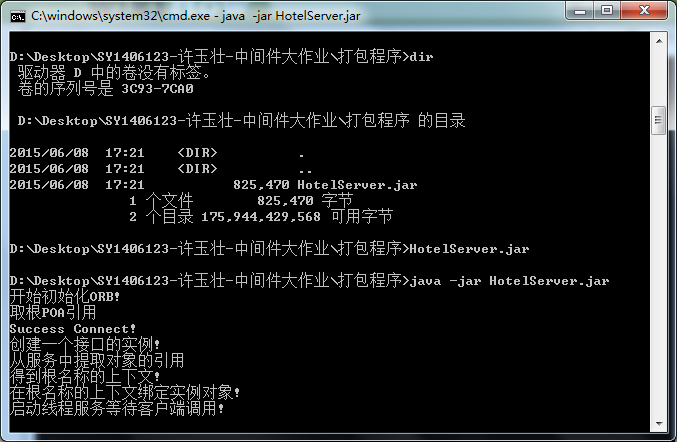 C:\windows\system32\cmd.exe - java  -jar HotelServer.jar
D:\Desktop\SY1406123-许玉壮-中间件大作业\打包程序>dir
 驱动器 D 中的卷没有标签。
 卷的序列号是 3C93-7CA0
 D:\Desktop\SY1406123-许玉壮-中间件大作业\打包程序 的目录
2015/06/08  17:21    <DIR>          .
2015/06/08  17:21    <DIR>          ..
2015/06/08  17:21           825,470 HotelServer.jar
               1 个文件        825,470 字节
               2 个目录 175,944,429,568 可用字节
D:\Desktop\SY1406123-许玉壮-中间件大作业\打包程序>HotelServer.jar
D:\Desktop\SY1406123-许玉壮-中间件大作业\打包程序>java -jar HotelServer.jar
开始初始化ORB!
取根POA引用
Success Connect!
创建一个接口的实例!
从服务中提取对象的引用
得到根名称的上下文!
在根名称的上下文绑定实例对象!
启动线程服务等待客户端调用!